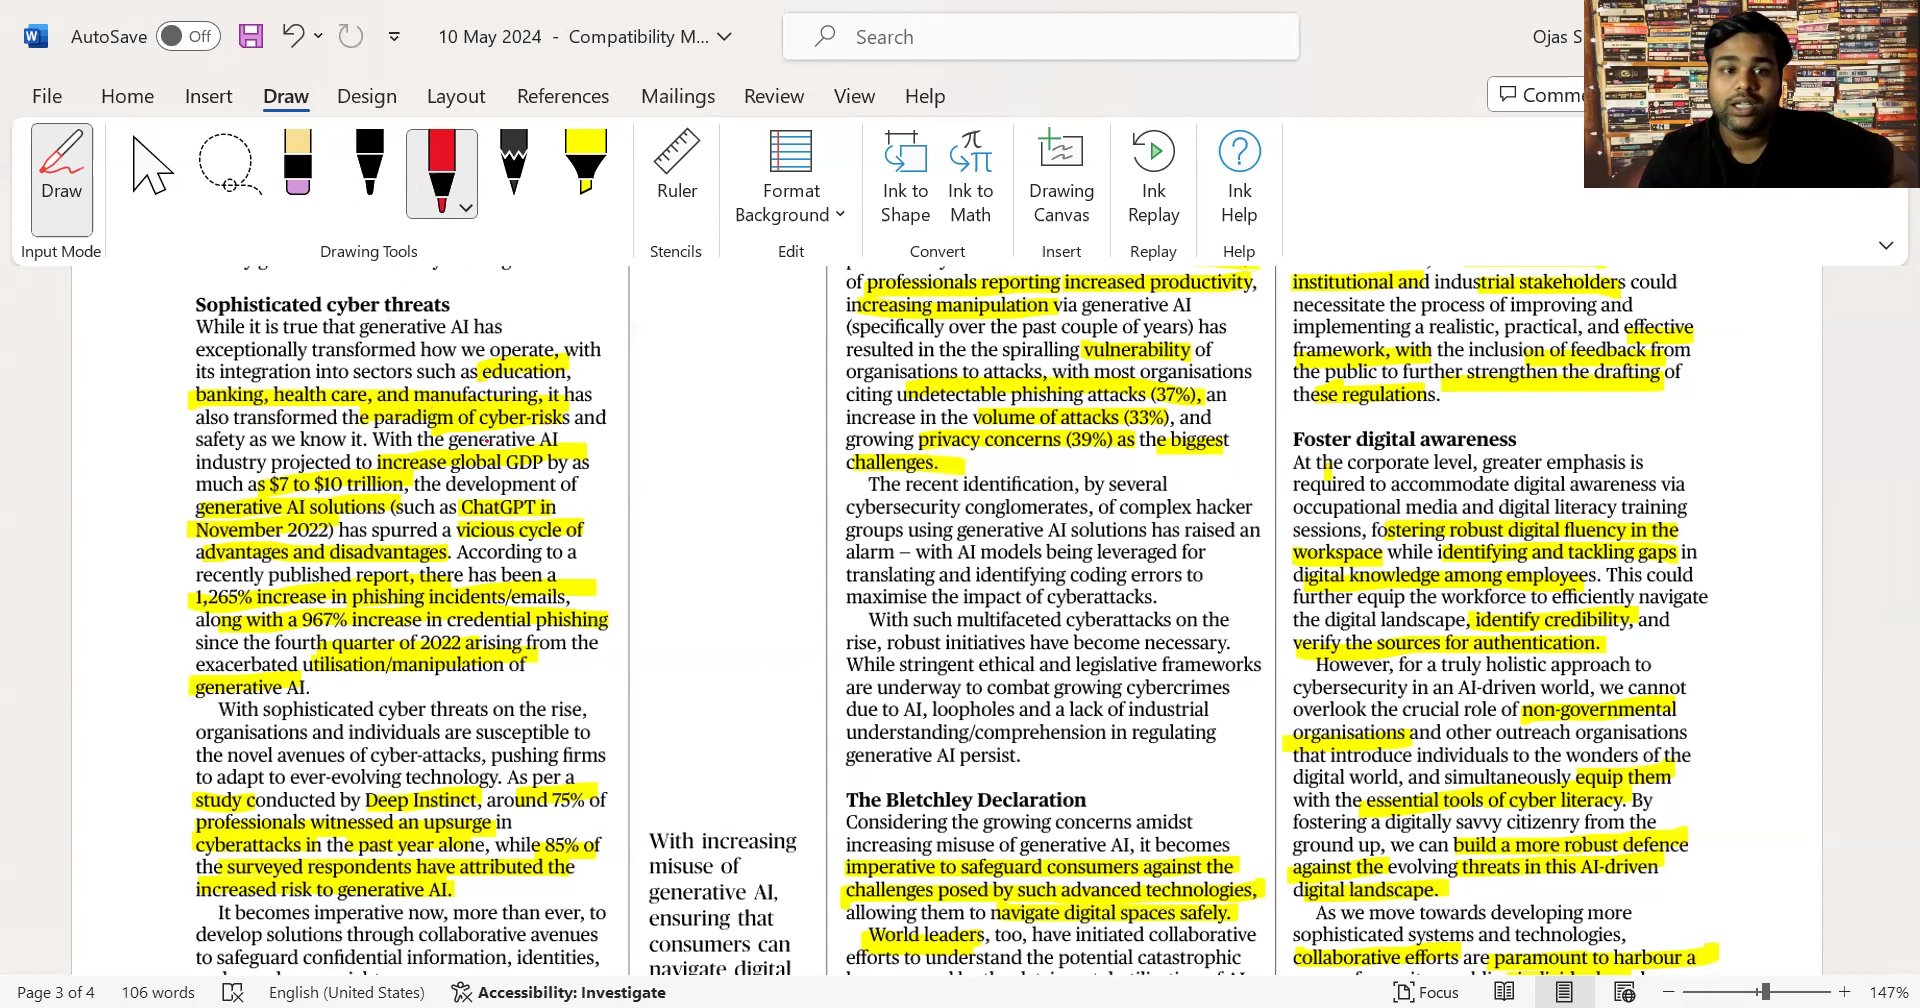 AutoSave Off 10 May 2024 - Compatibility M... Search Ojas S
File Home Insert Draw Design Layout References Mailings Review View Help Comme
Draw
Ruler
Format
Background
Ink to
Shape
Ink to
Math
Drawing
Canvas
Ink
Replay
Ink
Help
Input Mode Drawing Tools Stencils Edit Convert Insert Replay Help
Sophisticated cyber threats
While it is true that generative AI has
exceptionally transformed how we operate, with
its integration into sectors such as education,
banking, health care, and manufacturing, it has
also transformed the paradigm of cyber-risks and
safety as we know it. With the generative AI
industry projected to increase global GDP by as
much as $7 to $10 trillion, the development of
generative AI solutions (such as ChatGPT in
November 2022) has spurred a vicious cycle of
advantages and disadvantages. According to a
recently published report, there has been a
1,265% increase in phishing incidents/emails,
along with a 967% increase in credential phishing
since the fourth quarter of 2022 arising from the
exacerbated utilisation/manipulation of
generative AI.
With sophisticated cyber threats on the rise,
organisations and individuals are susceptible to
the novel avenues of cyber-attacks, pushing firms
to adapt to ever-evolving technology. As per a
study conducted by Deep Instinct, around 75% of
professionals witnessed an upsurge in
cyberattacks in the past year alone, while 85% of
the surveyed respondents have attributed the
increased risk to generative AI.
It becomes imperative now, more than ever, to
develop solutions through collaborative avenues
to safeguard confidential information, identities,
With increasing
misuse of
generative AI,
ensuring that
consumers can
navigate digital
of professionals reporting increased productivity,
increasing manipulation via generative AI
(specifically over the past couple of years) has
resulted in the the spiralling vulnerability of
organisations to attacks, with most organisations
citing undetectable phishing attacks (37%), an
increase in the volume of attacks (33%), and
growing privacy concerns (39%) as the biggest
challenges.
The recent identification, by several
cybersecurity conglomerates, of complex hacker
groups using generative AI solutions has raised an
alarm — with AI models being leveraged for
translating and identifying coding errors to
maximise the impact of cyberattacks.
With such multifaceted cyberattacks on the
rise, robust initiatives have become necessary.
While stringent ethical and legislative frameworks
are underway to combat growing cybercrimes
due to AI, loopholes and a lack of industrial
understanding/comprehension in regulating
generative AI persist.
The Bletchley Declaration
Considering the growing concerns amidst
increasing misuse of generative AI, it becomes
imperative to safeguard consumers against the
challenges posed by such advanced technologies,
allowing them to navigate digital spaces safely.
World leaders, too, have initiated collaborative
efforts to understand the potential catastrophic
institutional and industrial stakeholders could
necessitate the process of improving and
implementing a realistic, practical, and effective
framework, with the inclusion of feedback from
the public to further strengthen the drafting of
these regulations.
Foster digital awareness
At the corporate level, greater emphasis is
required to accommodate digital awareness via
occupational media and digital literacy training
sessions, fostering robust digital fluency in the
workspace while identifying and tackling gaps in
digital knowledge among employees. This could
further equip the workforce to efficiently navigate
the digital landscape, identify credibility, and
verify the sources for authentication.
However, for a truly holistic approach to
cybersecurity in an AI-driven world, we cannot
overlook the crucial role of non-governmental
organisations and other outreach organisations
that introduce individuals to the wonders of the
digital world, and simultaneously equip them
with the essential tools of cyber literacy. By
fostering a digitally savvy citizenry from the
ground up, we can build a more robust defence
against the evolving threats in this AI-driven
digital landscape.
As we move towards developing more
sophisticated systems and technologies,
collaborative efforts are paramount to harbour a
Page 3 of 4 106 words English (United States) Accessibility: Investigate Focus 147%